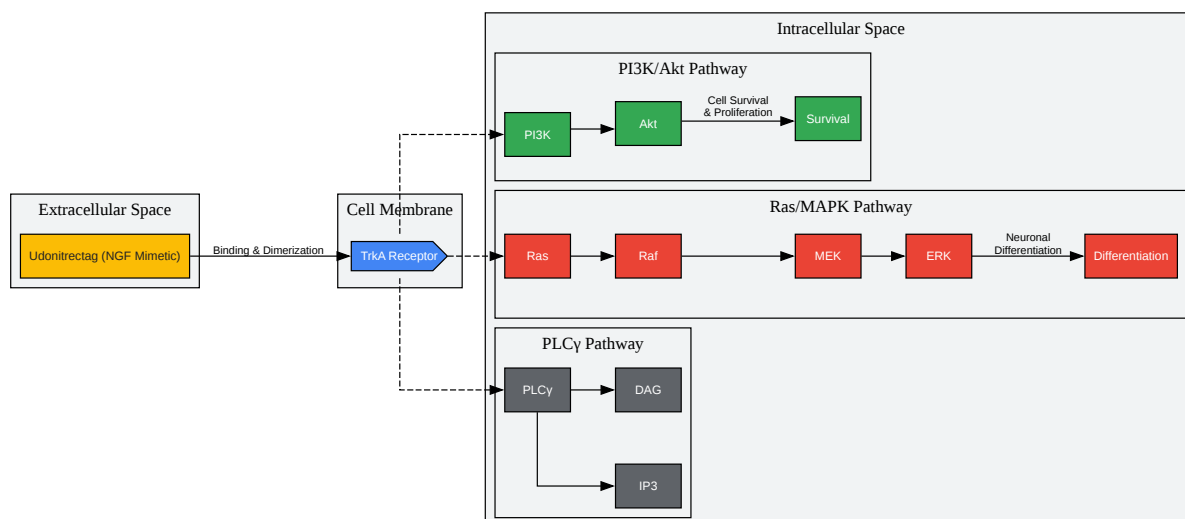 Intracellular Space
PI3K/Akt Pathway
PI3K
Akt
Cell Survival
& Proliferation
Survival
Extracellular Space
Udonitrectag (NGF Mimetic)
Binding & Dimerization
Cell Membrane
TrkA Receptor
Ras/MAPK Pathway
Ras
Raf
MEK
ERK
Neuronal
Differentiation
Differentiation
PLCγ Pathway
PLCγ
DAG
IP3